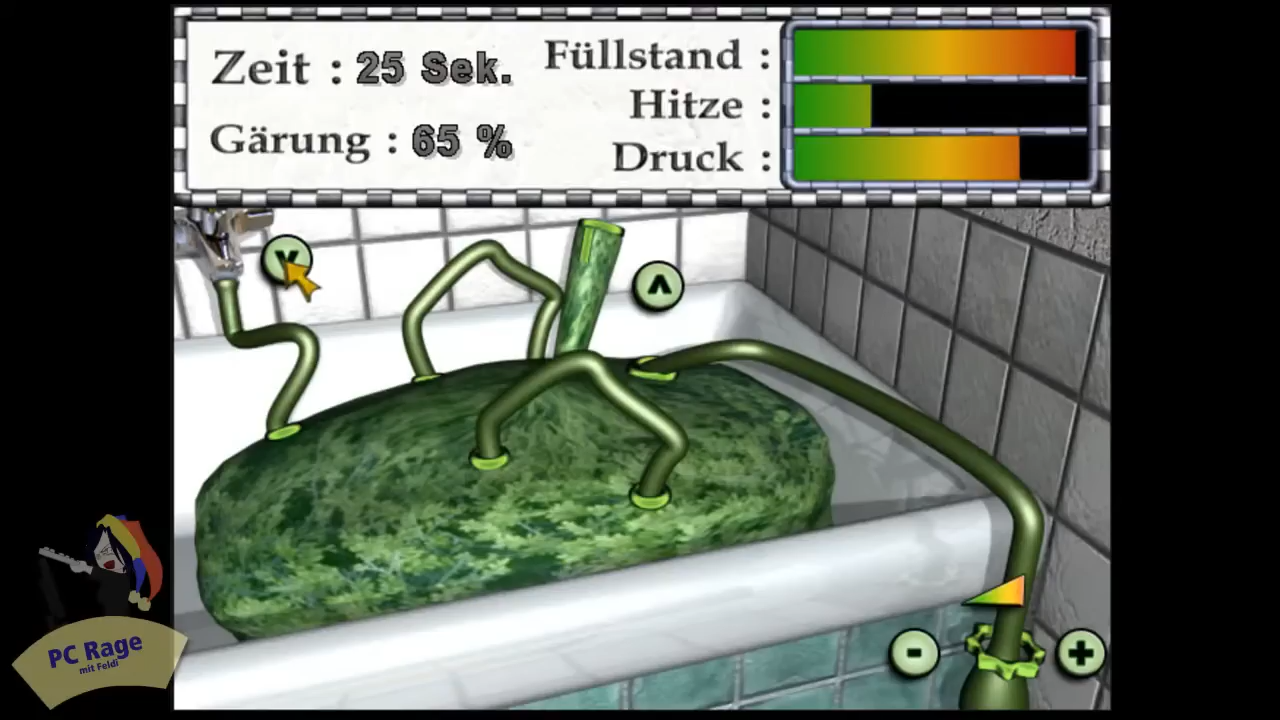 Zeit : 25 Sek.
Füllstand :
Hitze :
Gärung : 65 %
Druck :
V
Λ
-
+
PC Rage
mit Feldi